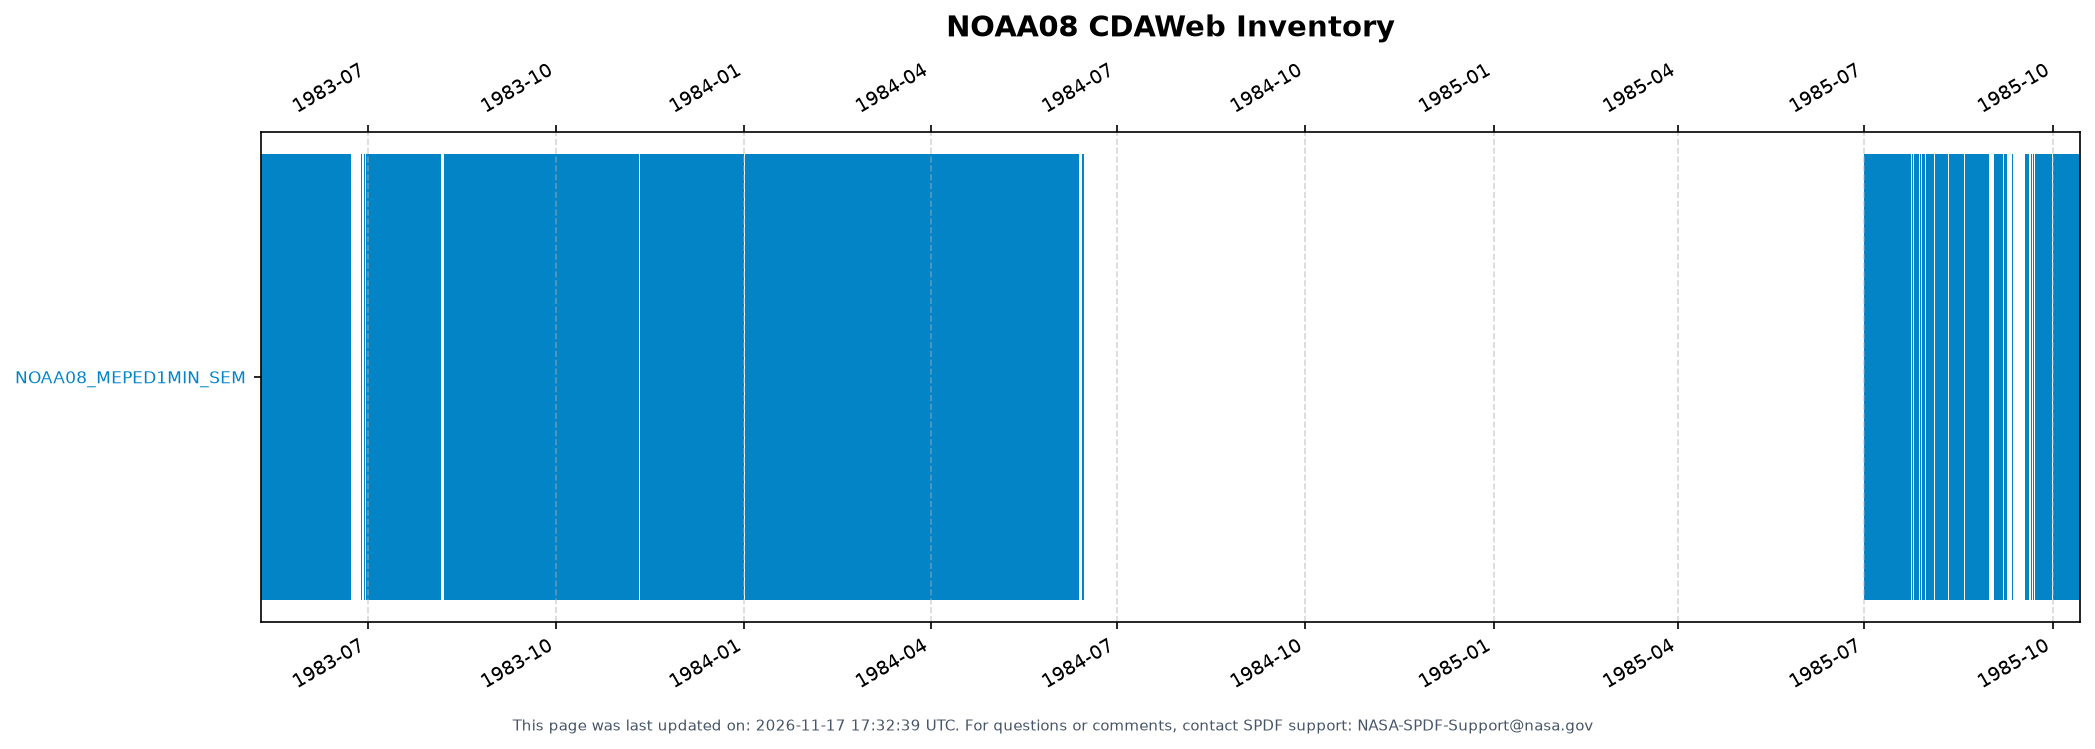 NOAA08 CDAWeb Inventory
1983-07 1983-10 1984-01 1984-04 1984-07 1984-10 1985-01 1985-04 1985-07 1985-10
NOAA08_MEPED1MIN_SEM
1983-07 1983-10 1984-01 1984-04 1984-07 1984-10 1985-01 1985-04 1985-07 1985-10
This page was last updated on: 2026-11-17 17:32:39 UTC. For questions or comments, contact SPDF support: NASA-SPDF-Support@nasa.gov